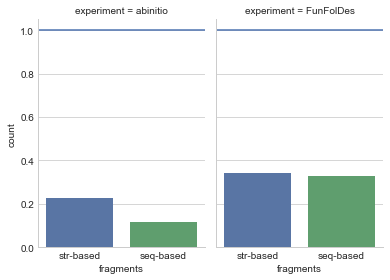 experiment = abinitio
experiment = FunFolDes
1.0
0.8
0.6
0.4
0.2
0.0
count
str-based
seq-based
str-based
seq-based
fragments
fragments